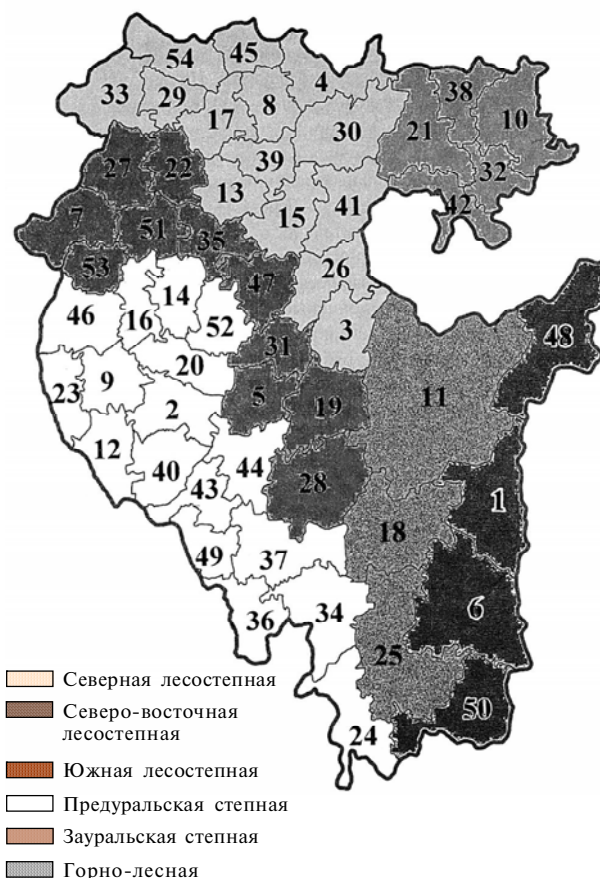 54 45
33 29 17 8 4 38
30 21 10
27 22 39 32
13
7 51 35 15 41 42
53 47 26
46 16 14 52 3 48
31
20
23 9 5 19 11
2
12 40 44
43 28 1
18
49 37
36 34 6
25
50
24
Северная лесостепная
Северо-восточная
лесостепная
Южная лесостепная
Предуральская степная
Зауральская степная
Горно-лесная